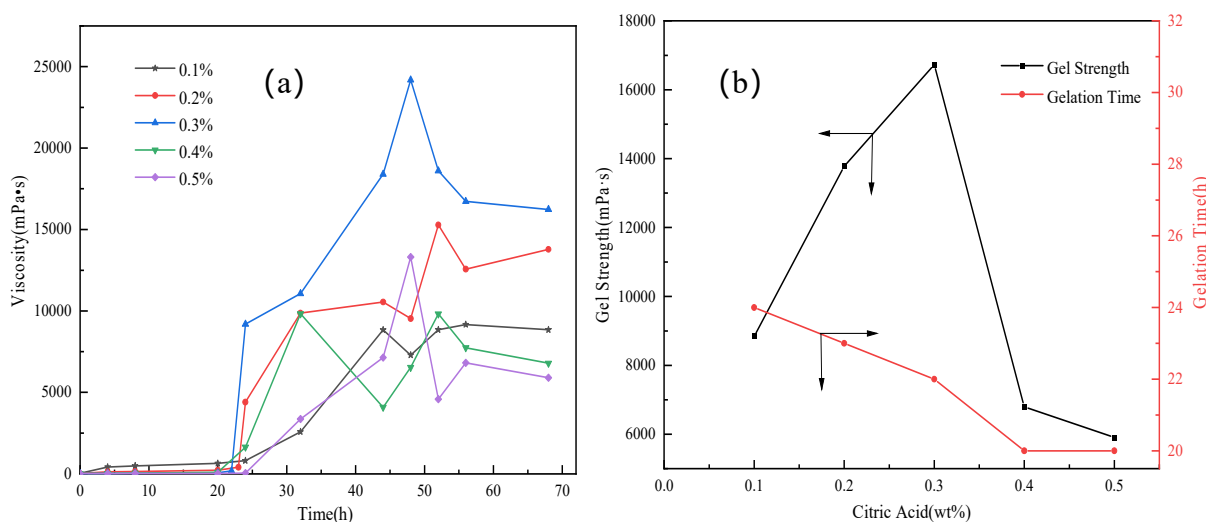 (a)
0.1%
0.2%
0.3%
0.4%
0.5%
25000
20000
15000
10000
5000
0
Viscosity(mPa•s)
0 10 20 30 40 50 60 70
Time(h)
(b)
Gel Strength
Gelation Time
18000
16000
14000
12000
10000
8000
6000
Gel Strength(mPa·s)
32
30
28
26
24
22
20
Gelation Time(h)
0.0 0.1 0.2 0.3 0.4 0.5
Citric Acid(wt%)